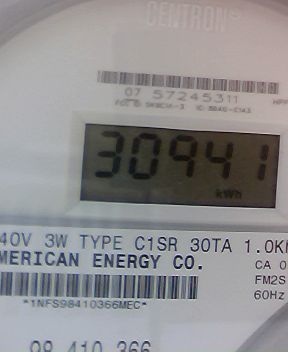 CENTRON®
07 57245311
30941
kWh
40V 3W TYPE C1SR 30TA 1.0K
MERICAN ENERGY CO.
CA 0
FM2S
60Hz
*1NFS98410366MEC*
98 410 366